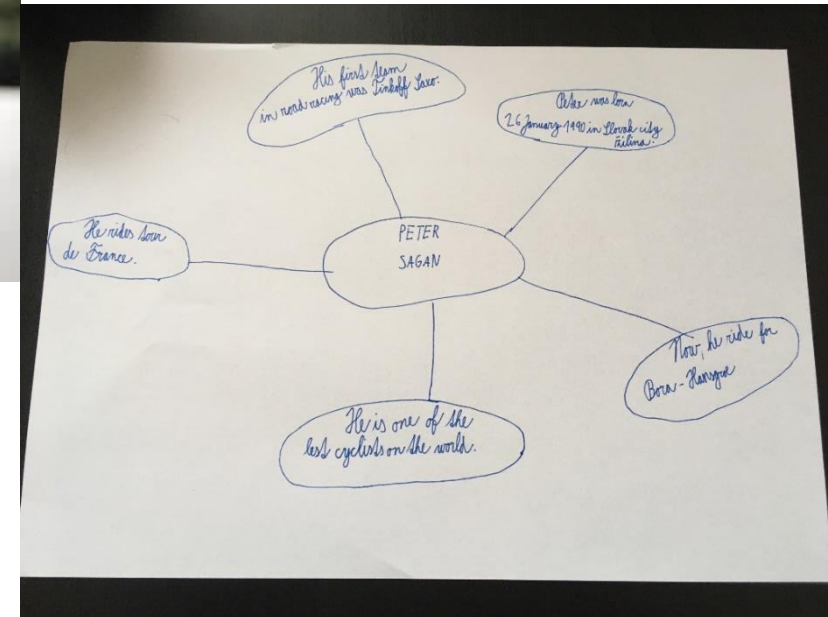 His first team
in road racing was Tinkoff Saxo.
Peter was born
26 January 1990 in Slovak city
Žilina.
He rides tour
de France.
PETER
SAGAN
Now, he ride for
Bora-Hansgroe
He is one of the
best cyclists on the world.